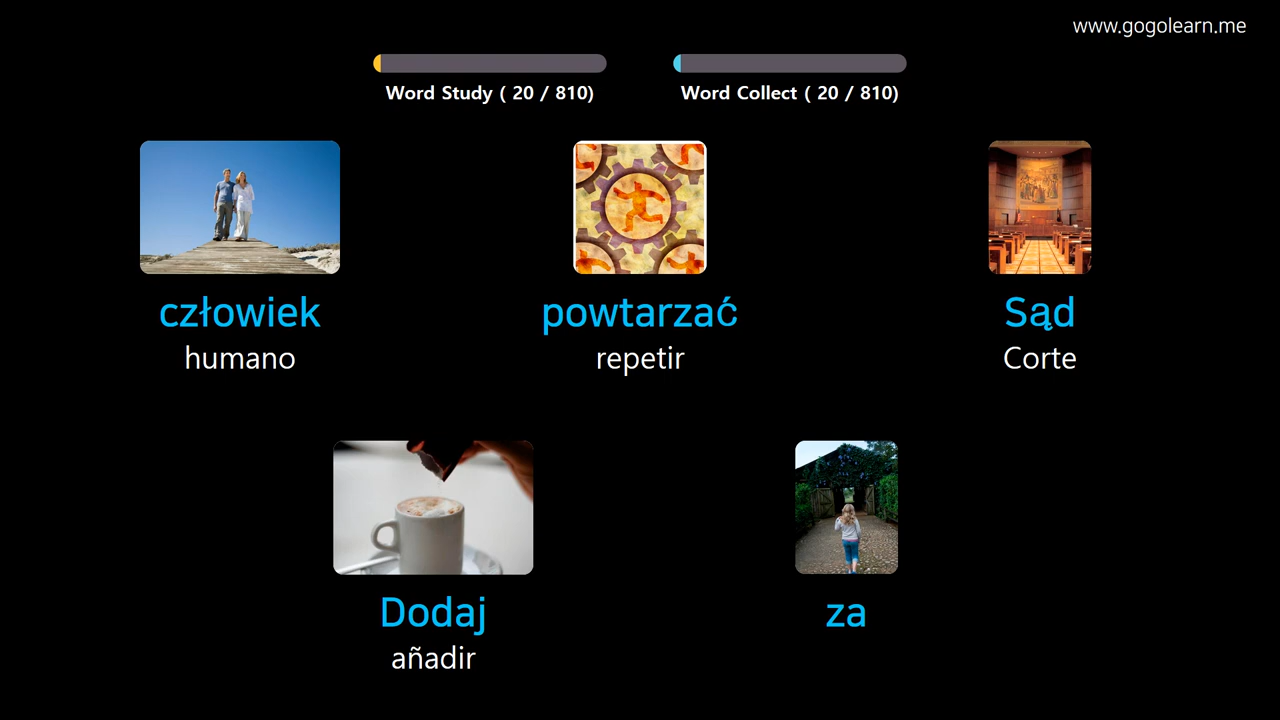 www.gogolearn.me
Word Study ( 20 / 810)
Word Collect ( 20 / 810)
człowiek
humano
powtarzać
repetir
Sąd
Corte
Dodaj
añadir
za